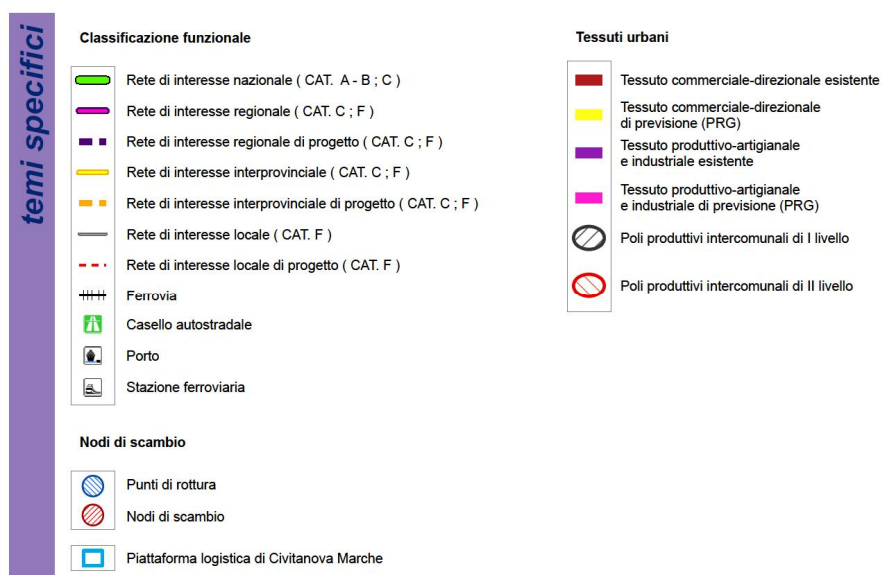 temi specifici
Classificazione funzionale
Rete di interesse nazionale ( CAT. A - B ; C )
Rete di interesse regionale ( CAT. C ; F )
Rete di interesse regionale di progetto ( CAT. C ; F )
Rete di interesse interprovinciale ( CAT. C ; F )
Rete di interesse interprovinciale di progetto ( CAT. C ; F )
Rete di interesse locale ( CAT. F )
Rete di interesse locale di progetto ( CAT. F )
Ferrovia
Casello autostradale
Porto
Stazione ferroviaria
Nodi di scambio
Punti di rottura
Nodi di scambio
Piattaforma logistica di Civitanova Marche
Tessuti urbani
Tessuto commerciale-direzionale esistente
Tessuto commerciale-direzionale
di previsione (PRG)
Tessuto produttivo-artigianale
e industriale esistente
Tessuto produttivo-artigianale
e industriale di previsione (PRG)
Poli produttivi intercomunali di I livello
Poli produttivi intercomunali di II livello